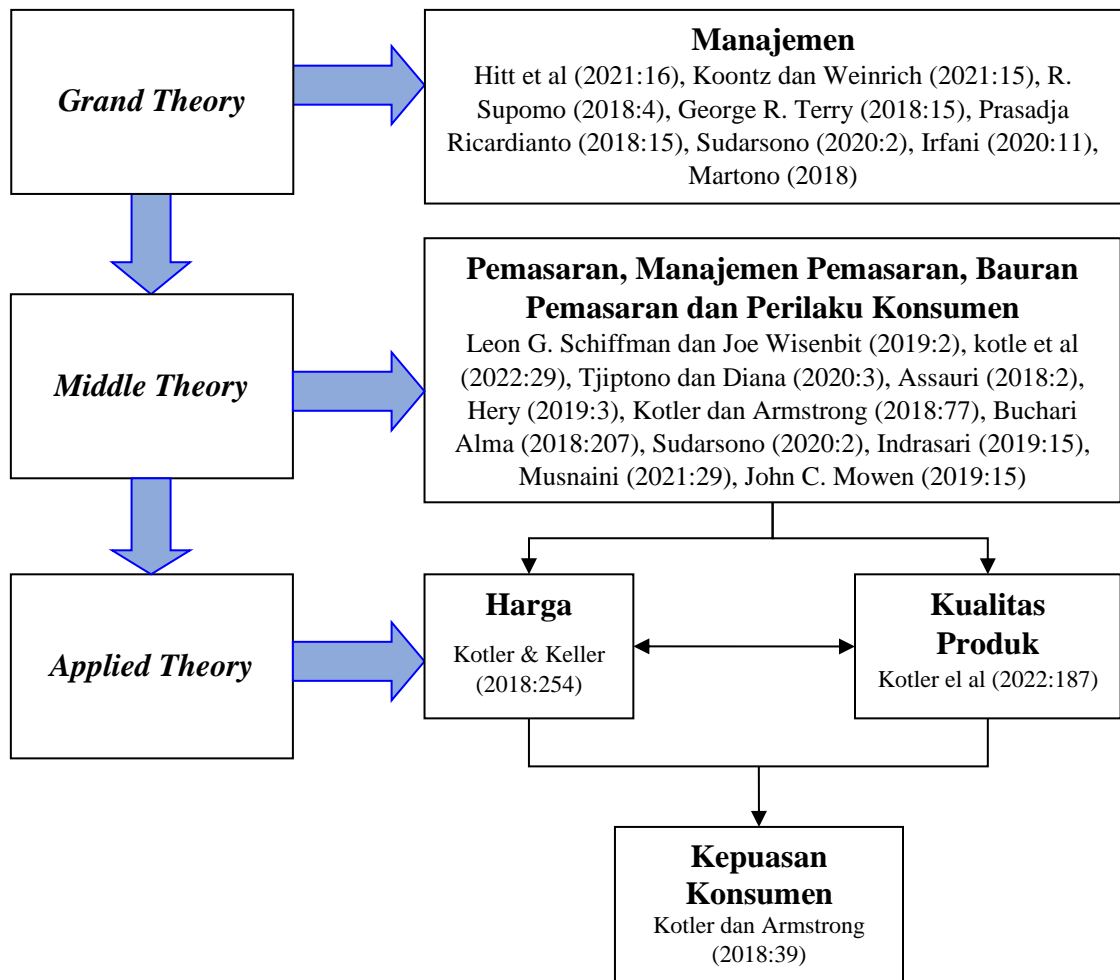 Grand Theory
Manajemen
Hitt et al (2021:16), Koontz dan Weinrich (2021:15), R.
Supomo (2018:4), George R. Terry (2018:15), Prasadja
Ricardianto (2018:15), Sudarsono (2020:2), Irfani (2020:11),
Martono (2018)
Middle Theory
Pemasaran, Manajemen Pemasaran, Bauran
Pemasaran dan Perilaku Konsumen
Leon G. Schiffman dan Joe Wisenbit (2019:2), kotle et al
(2022:29), Tjiptono dan Diana (2020:3), Assauri (2018:2),
Hery (2019:3), Kotler dan Armstrong (2018:77), Buchari
Alma (2018:207), Sudarsono (2020:2), Indrasari (2019:15),
Musnaini (2021:29), John C. Mowen (2019:15)
Applied Theory
Harga
Kotler & Keller
(2018:254)
Kualitas
Produk
Kotler el al (2022:187)
Kepuasan
Konsumen
Kotler dan Armstrong
(2018:39)